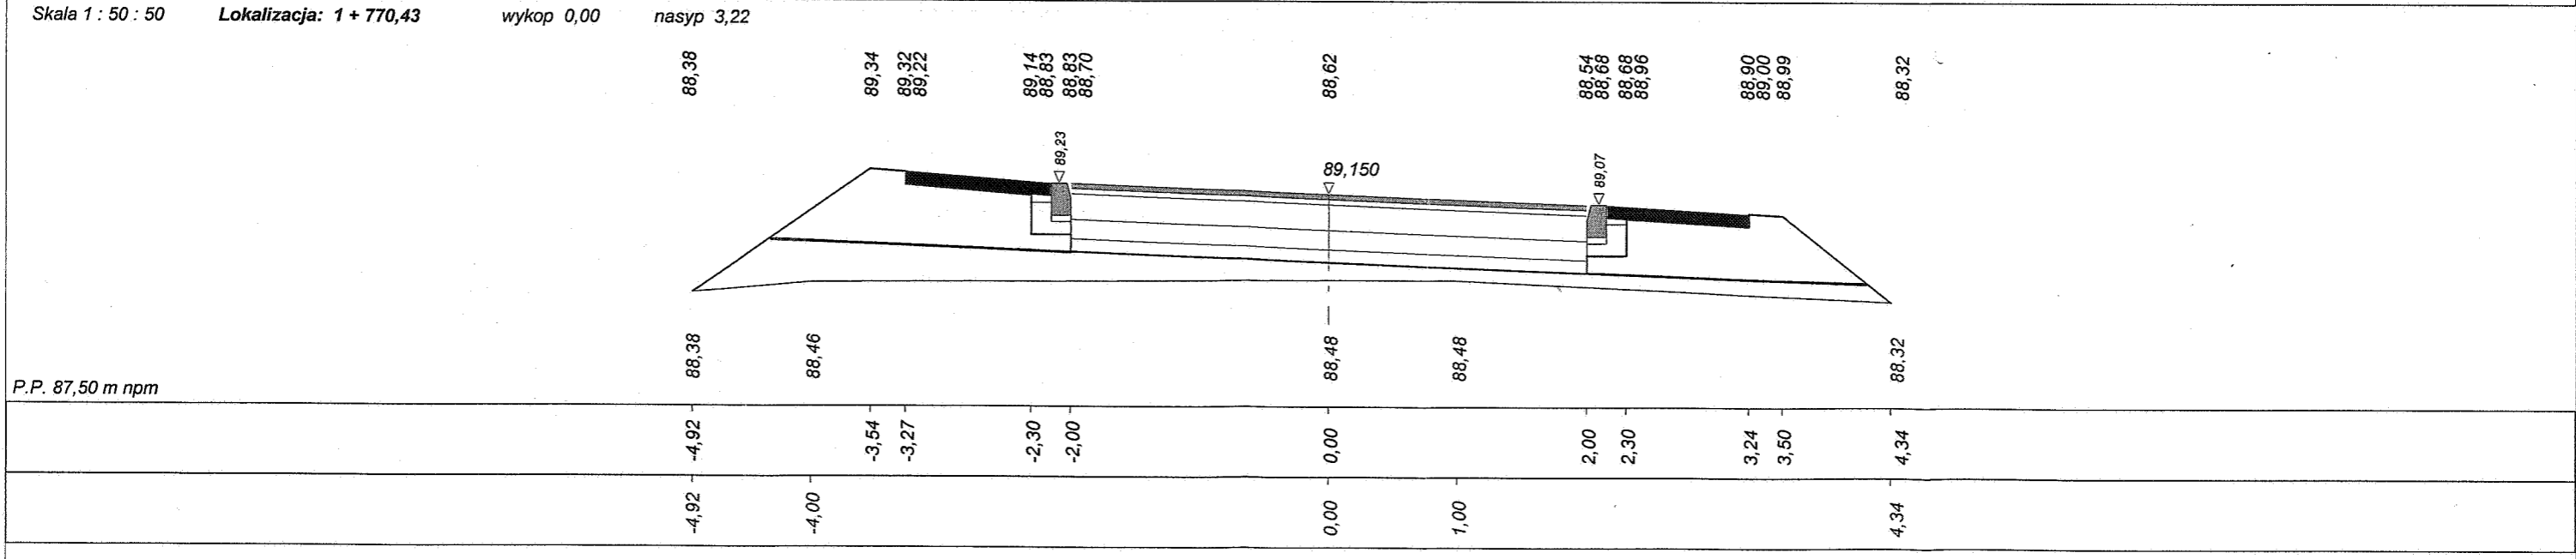 Skala 1 : 50 : 50 Lokalizacja: 1 + 770,43 wykop 0,00 nasyp 3,22
88,38 89,34 89,32 89,22 89,14 88,83 88,83 88,70 88,62 88,54 88,68 88,68 88,96 88,90 89,00 88,99 88,32
89,23 89,150 89,07
88,38 88,46 88,48 88,48 88,32
P.P. 87,50 m npm
-4,92 -3,54 -3,27 -2,30 -2,00 0,00 2,00 2,30 3,24 3,50 4,34
-4,92 -4,00 0,00 1,00 4,34